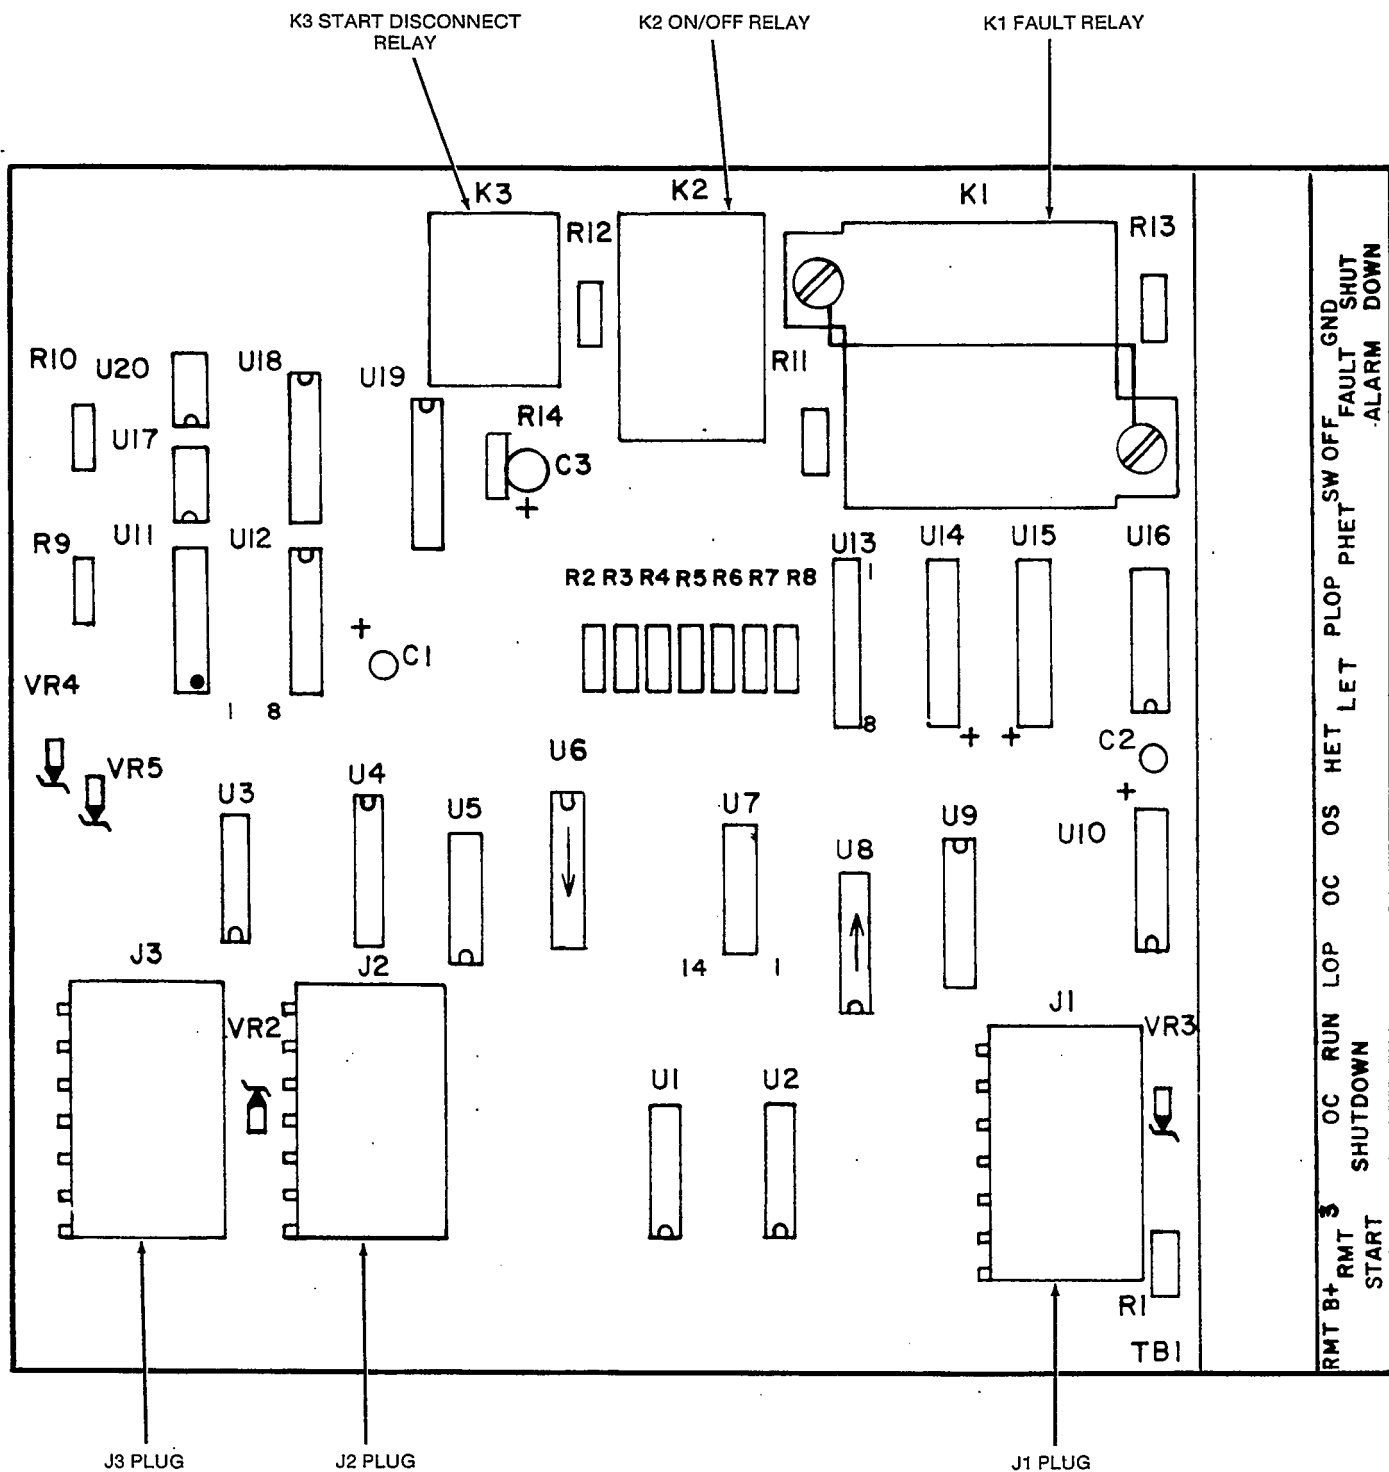 K3 START DISCONNECT
RELAY
K2 ON/OFF RELAY
K1 FAULT RELAY
K3
K2
K1
R12
R13
R10
U20
U18
U19
R11
R14
U17
C3
+
R9
U11
U12
U13
U14
U15
U16
1
R2 R3 R4 R5 R6 R7 R8
+
C1
VR4
1 8
8
+ +
C2
VR5
U3
U4
U5
U6
U7
U8
U9
+
U10
J3
J2
14 1
J1
VR2
VR3
U1
U2
R1
TB1
RMT B+
RMT
START
3
OC RUN
SHUTDOWN
LOP
OC
OS
HET
LET
PLOP
PHET
SW OFF
GND
FAULT SHUT
ALARM DOWN
J3 PLUG
J2 PLUG
J1 PLUG